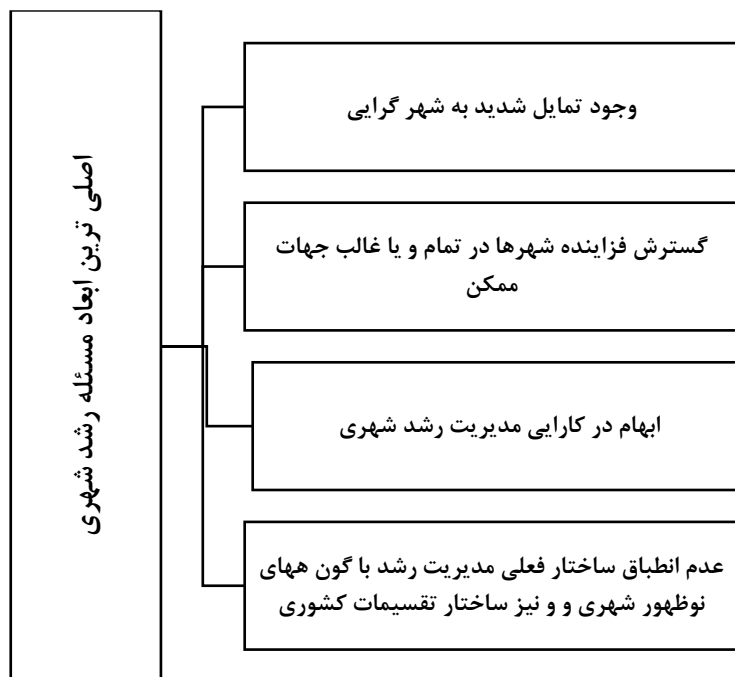 اصلی ترین ابعاد مسئله رشد شهری
وجود تمایل شدید به شهر گرایی
گسترش فزاینده شهرها در تمام و یا غالب جهات
ممکن
ابهام در کارایی مدیریت رشد شهری
عدم انطباق ساختار فعلی مدیریت رشد با گون ههای
نوظهور شهری و و نیز ساختار تقسیمات کشوری